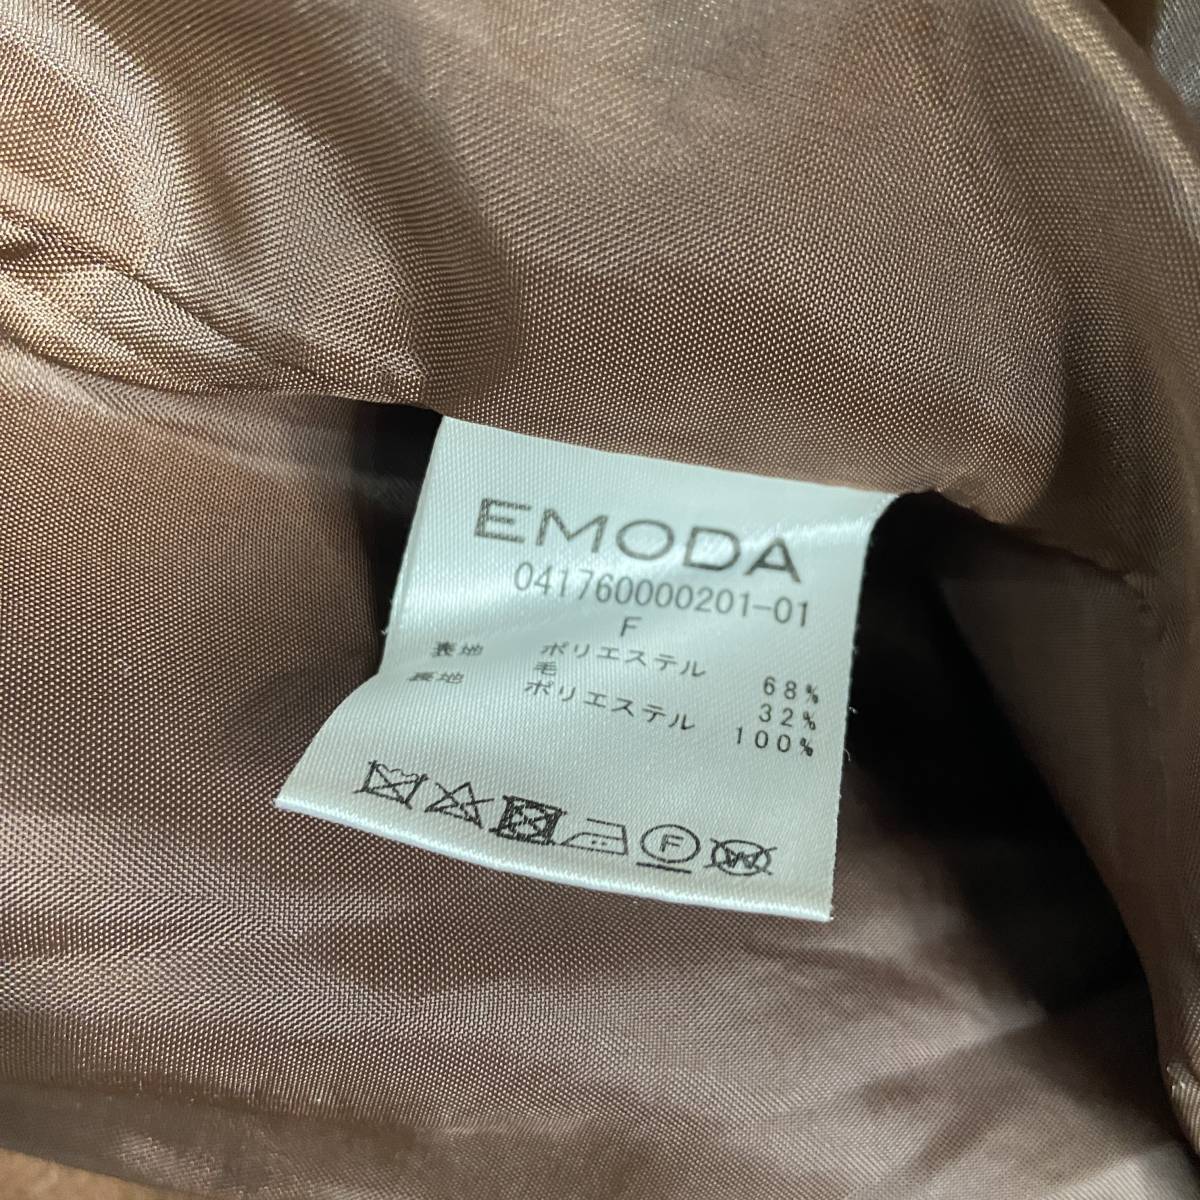 EMODA
041760000201-01
F
表地 ポリエステル 68%
毛 32%
裏地 ポリエステル 100%
F
W